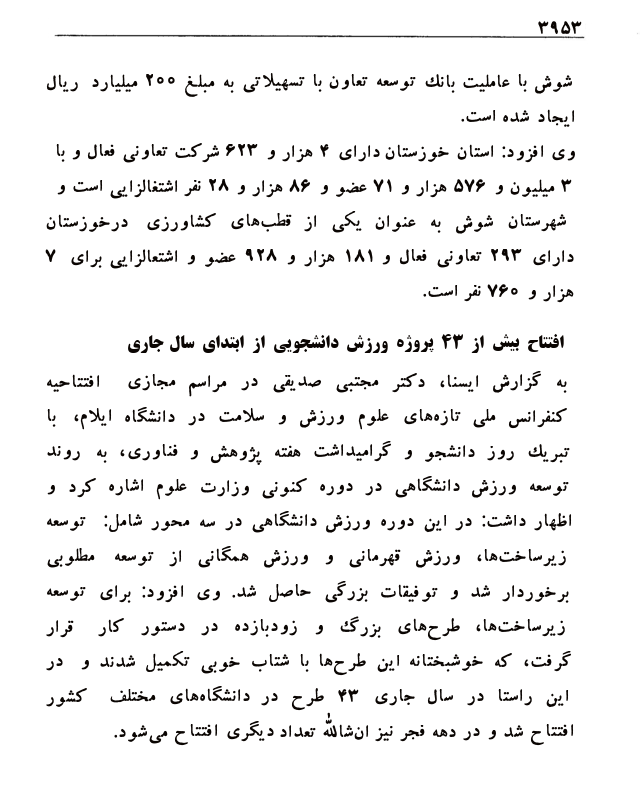 ۳۹۵۳
شوش با عاملیت بانك توسعه تعاون با تسهیلاتی به مبلغ ۲۰۰ میلیارد ریال
ایجاد شده است.
وی افزود: استان خوزستان دارای ۴ هزار و ۶۲۳ شرکت تعاونی فعال و با
۳ میلیون و ۵۷۶ هزار و ۷۱ عضو و ۸۶ هزار و ۲۸ نفر اشتغالزایی است و
شهرستان شوش به عنوان یکی از قطب‌های کشاورزی درخوزستان
دارای ۲۹۳ تعاونی فعال و ۱۸۱ هزار و ۹۲۸ عضو و اشتعالزایی برای ۷
هزار و ۷۶۰ نفر است.
افتتاح بیش از ۴۳ پروژه ورزش دانشجویی از ابتدای سال جاری
به گزارش ایسنا، دکتر مجتبی صدیقی در مراسم مجازی افتتاحیه
کنفرانس ملی تازه‌های علوم ورزش و سلامت در دانشگاه ایلام، با
تبریك روز دانشجو و گرامیداشت هفته پژوهش و فناوری، به روند
توسعه ورزش دانشگاهی در دوره کنونی وزارت علوم اشاره کرد و
اظهار داشت: در این دوره ورزش دانشگاهی در سه محور شامل: توسعه
زیرساخت‌ها، ورزش قهرمانی و ورزش همگانی از توسعه مطلوبی
برخوردار شد و توفیقات بزرگی حاصل شد. وی افزود: برای توسعه
زیرساخت‌ها، طرح‌های بزرگ و زودبازده در دستور کار قرار
گرفت، که خوشبختانه این طرح‌ها با شتاب خوبی تکمیل شدند و در
این راستا در سال جاری ۴۳ طرح در دانشگاه‌های مختلف کشور
افتتاح شد و در دهه فجر نیز ان‌شالله تعداد دیگری افتتاح می‌شود.